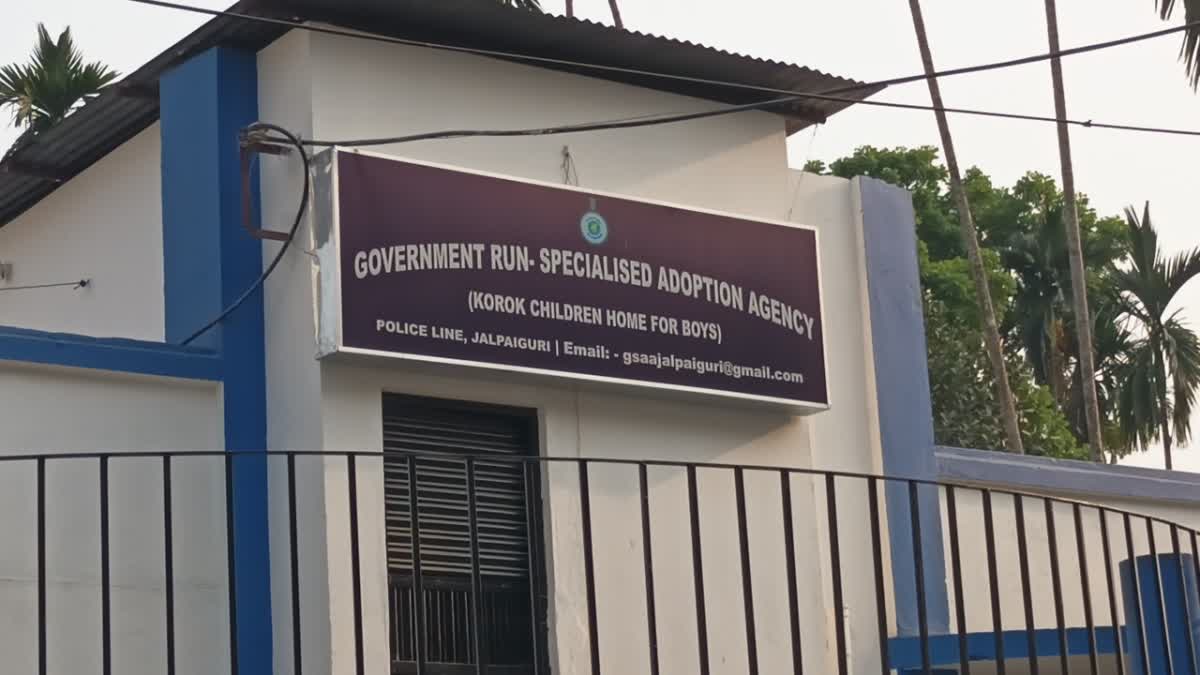 GOVERNMENT RUN- SPECIALISED ADOPTION AGENCY
(KOROK CHILDREN HOME FOR BOYS)
POLICE LINE, JALPAIGURI | Email: - gsaajalpaiguri@gmail.com